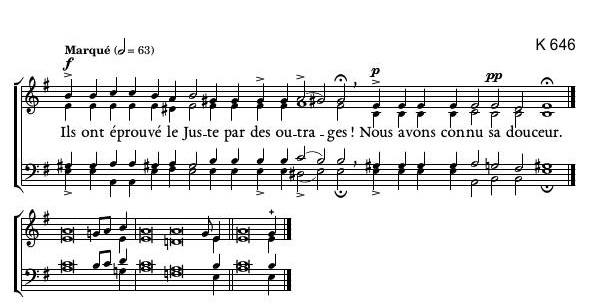 K 646
Marqué (𝅗𝅥 = 63)
f
p
pp
Ils ont éprouvé le Jus-te par des ou-tra-ges ! Nous avons connu sa douceur.